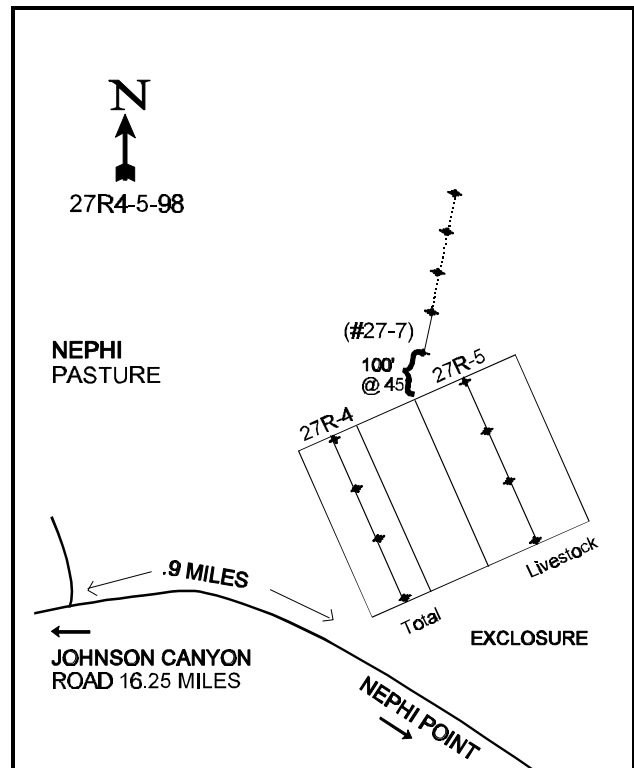 N
27R4-5-98
(#27-7)
NEPHI
PASTURE
100'
@ 45
27R-5
27R-4
.9 MILES
Livestock
Total
EXCLOSURE
JOHNSON CANYON
ROAD 16.25 MILES
NEPHI POINT